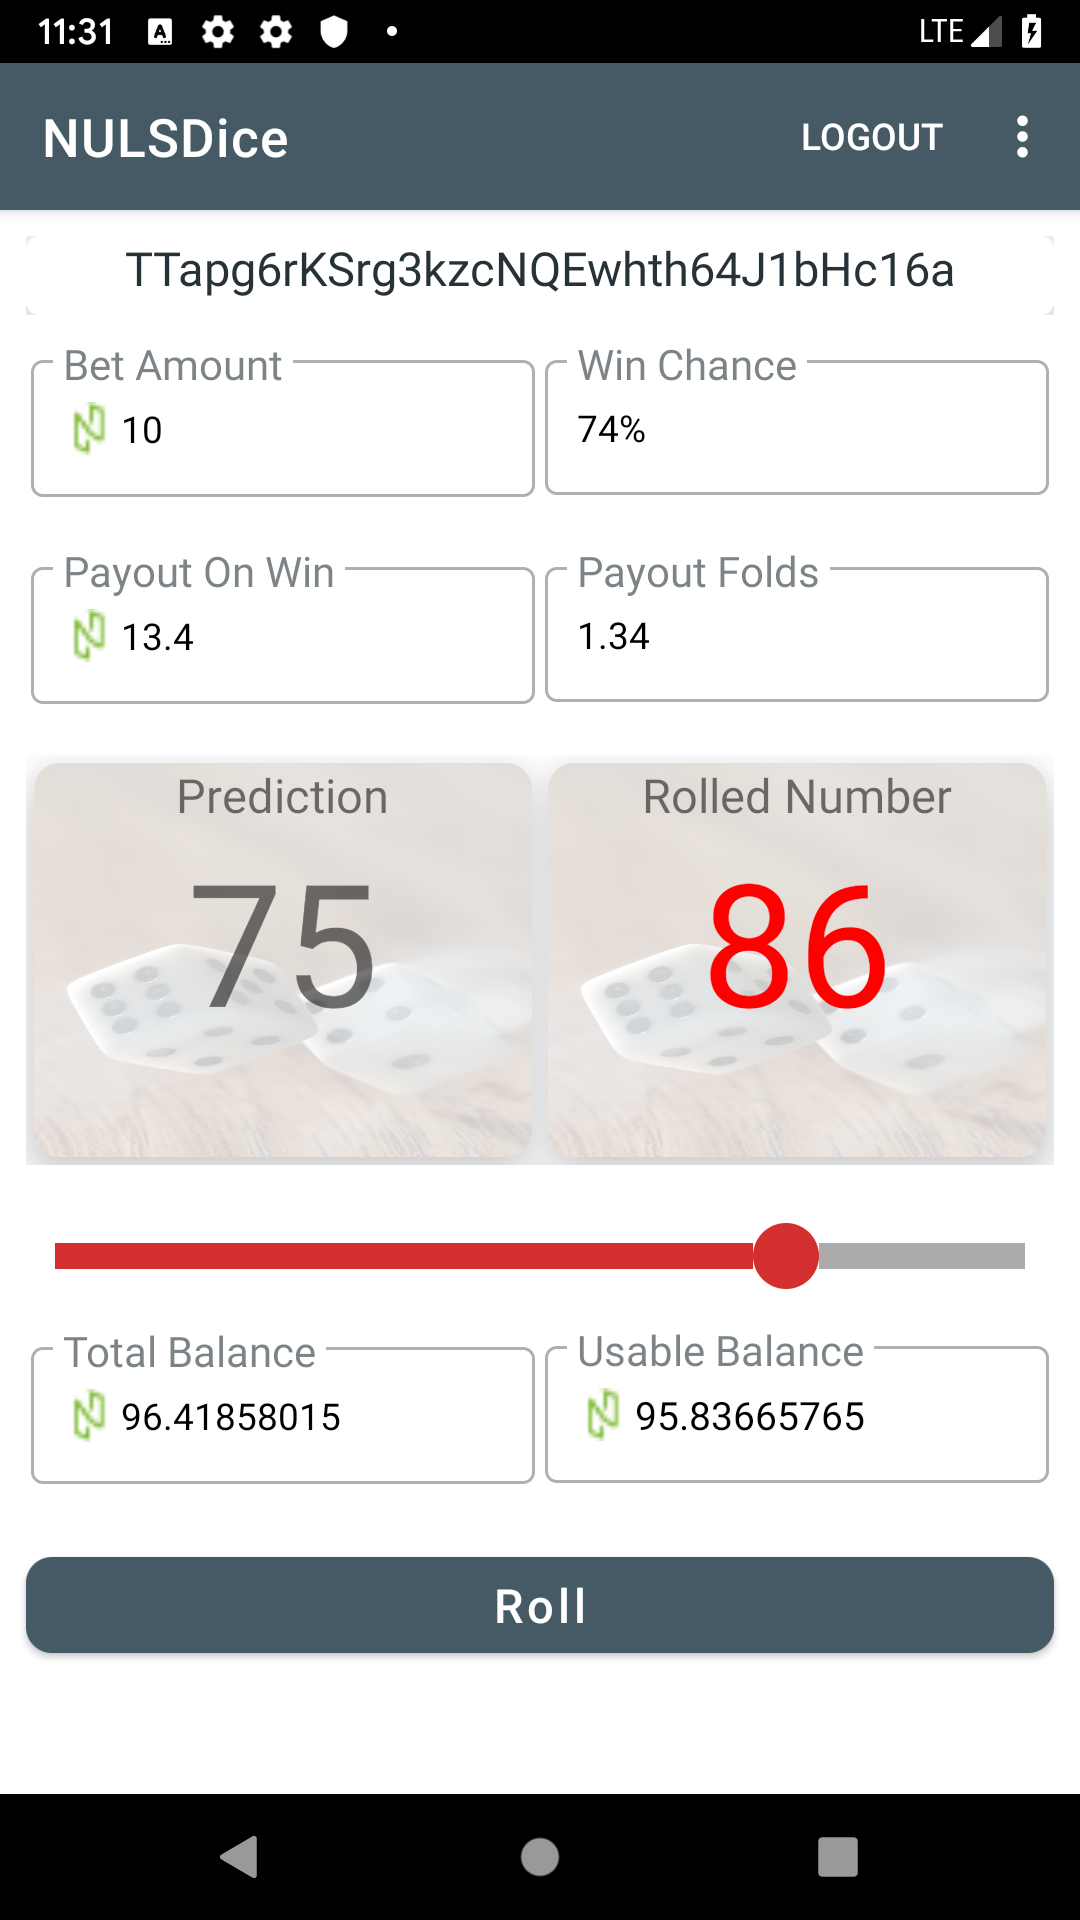 11:31
LTE
NULSDice
LOGOUT
TTapg6rKSrg3kzcNQEwhth64J1bHc16a
Bet Amount
Win Chance
10
74%
Payout On Win
Payout Folds
13.4
1.34
Prediction
Rolled Number
75
86
Total Balance
Usable Balance
96.41858015
95.83665765
Roll